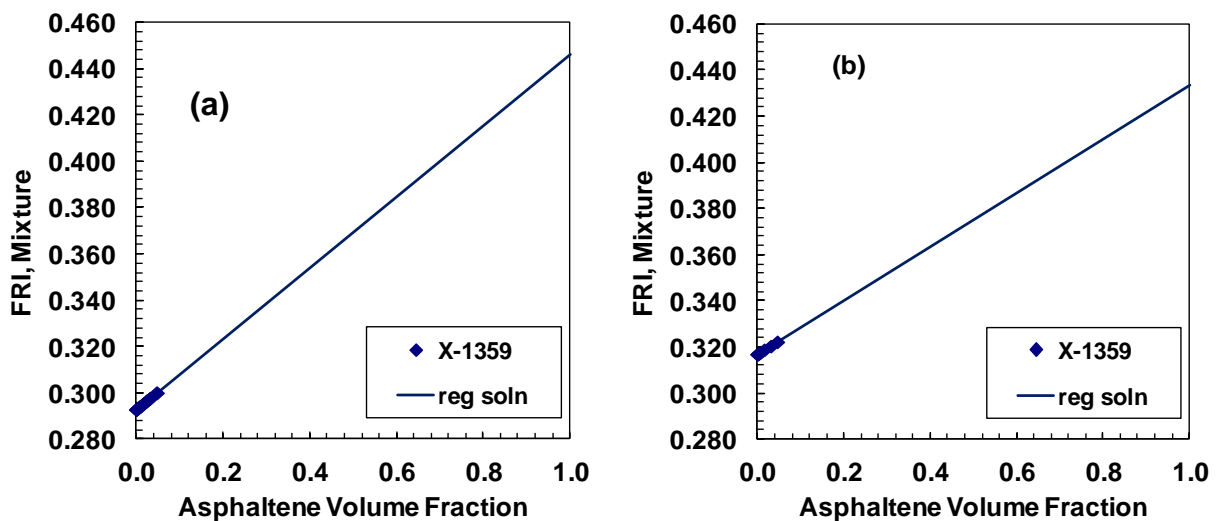 0.460
0.440
0.420
0.400
0.380
0.360
0.340
0.320
0.300
0.280
FRI, Mixture
(a)
X-1359
reg soln
0.0 0.2 0.4 0.6 0.8 1.0
Asphaltene Volume Fraction
0.460
0.440
0.420
0.400
0.380
0.360
0.340
0.320
0.300
0.280
FRI, Mixture
(b)
X-1359
reg soln
0.0 0.2 0.4 0.6 0.8 1.0
Asphaltene Volume Fraction